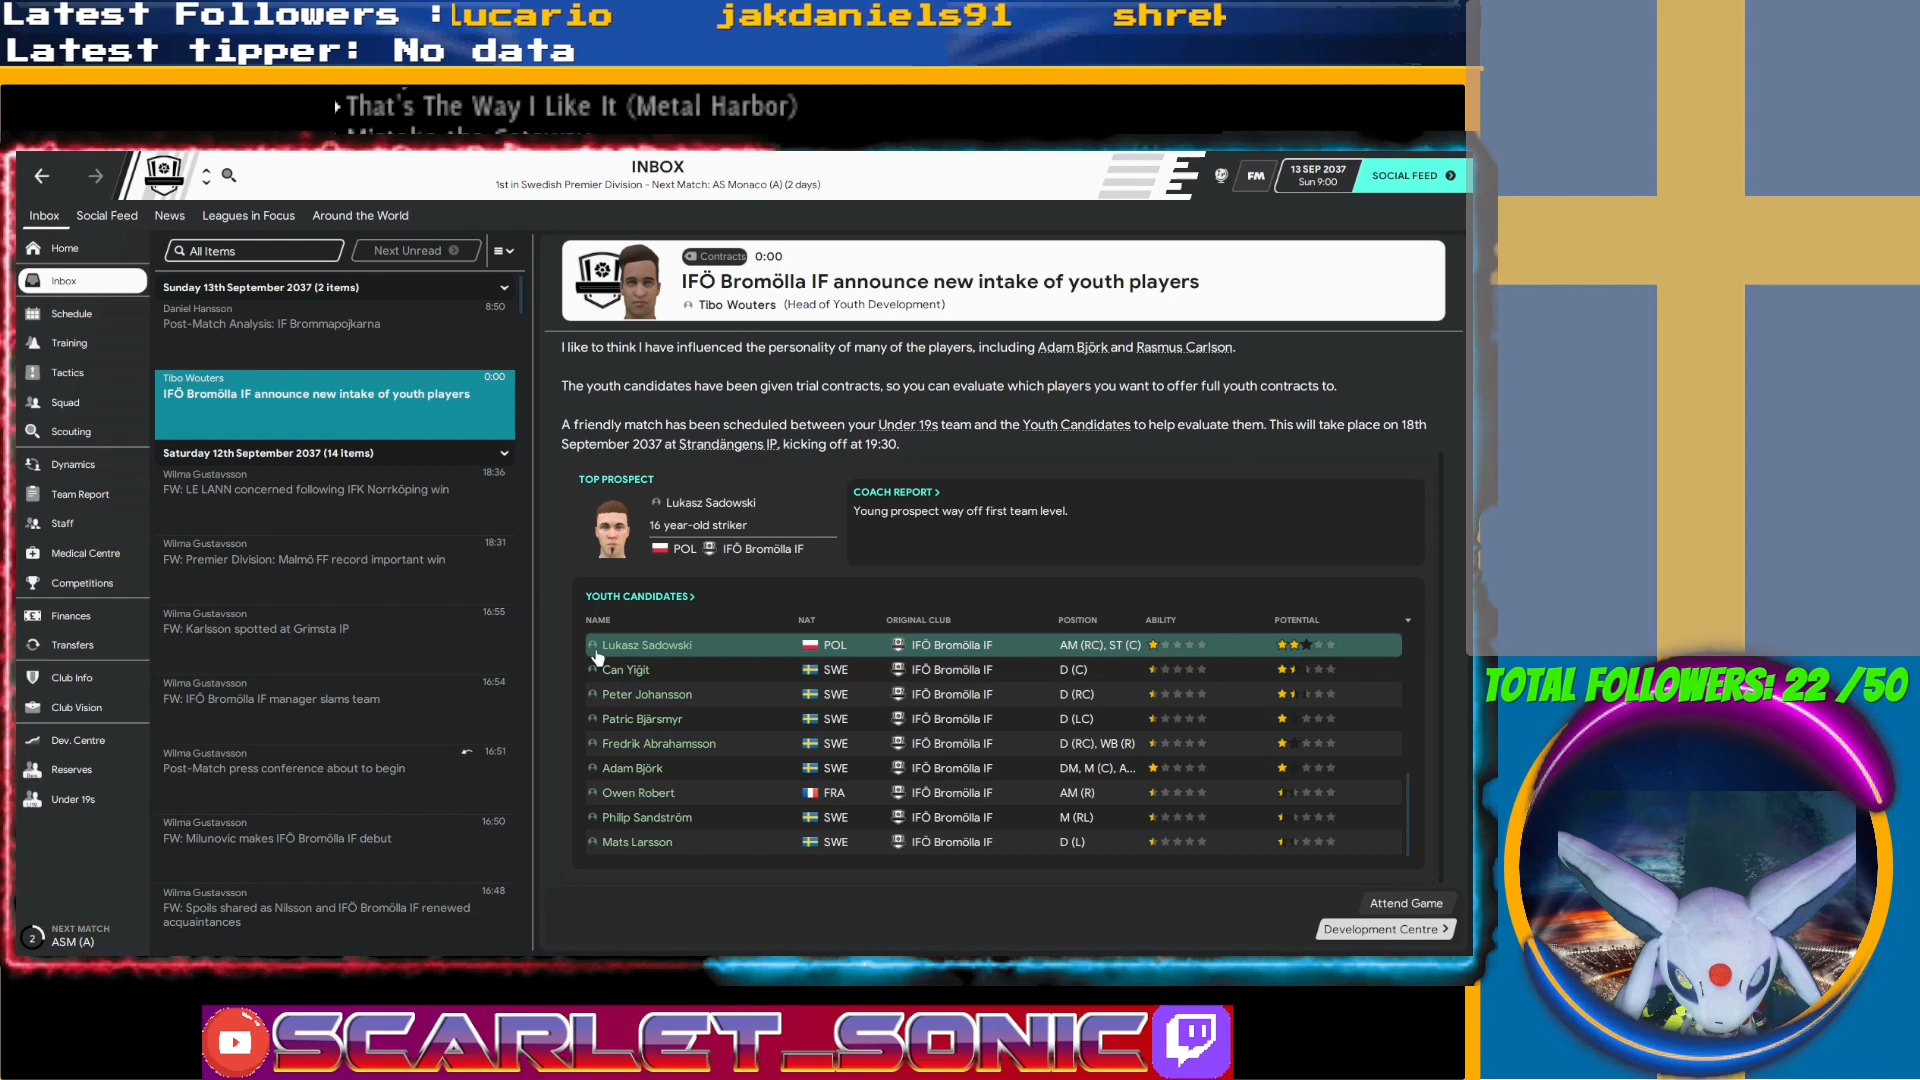 Latest Followers : lucario jakdaniels91
Latest tipper: No data
That's The Way I Like It (Metal Harbor)
INBOX
1st in Swedish Premier Division - Next Match: AS Monaco (A) (2 days)
FM
13 SEP 2037
Sun 9:00
SOCIAL FEED
Inbox Social Feed News Leagues in Focus Around the World
Home
Inbox
Schedule
Training
Tactics
Squad
Scouting
Dynamics
Team Report
Staff
Medical Centre
Competitions
Finances
Transfers
Club Info
Club Vision
Dev. Centre
Reserves
Under 19s
2 NEXT MATCH
ASM (A)
All Items
Next Unread
Sunday 13th September 2037 (2 items)
Daniel Hansson 8:50
Post-Match Analysis: IF Brommapojkarna
Tibo Wouters 0:00
IFÖ Bromölla IF announce new intake of youth players
Saturday 12th September 2037 (14 items)
Wilma Gustavsson 18:36
FW: LE LANN concerned following IFK Norrköping win
Wilma Gustavsson 18:31
FW: Premier Division: Malmö FF record important win
Wilma Gustavsson 16:55
FW: Karlsson spotted at Grimsta IP
Wilma Gustavsson 16:54
FW: IFÖ Bromölla IF manager slams team
Wilma Gustavsson 16:51
Post-Match press conference about to begin
Wilma Gustavsson 16:50
FW: Milunovic makes IFÖ Bromölla IF debut
Wilma Gustavsson 16:48
FW: Spoils shared as Nilsson and IFÖ Bromölla IF renewed
acquaintances
Contracts 0:00
IFÖ Bromölla IF announce new intake of youth players
Tibo Wouters (Head of Youth Development)
I like to think I have influenced the personality of many of the players, including Adam Björk and Rasmus Carlson.
The youth candidates have been given trial contracts, so you can evaluate which players you want to offer full youth contracts to.
A friendly match has been scheduled between your Under 19s team and the Youth Candidates to help evaluate them. This will take place on 18th
September 2037 at Strandängens IP, kicking off at 19:30.
TOP PROSPECT
Lukasz Sadowski
16 year-old striker
POL IFÖ Bromölla IF
COACH REPORT >
Young prospect way off first team level.
YOUTH CANDIDATES >
NAME NAT ORIGINAL CLUB POSITION ABILITY POTENTIAL
Lukasz Sadowski POL IFÖ Bromölla IF AM (RC), ST (C)
Can Yiğit SWE IFÖ Bromölla IF D (C)
Peter Johansson SWE IFÖ Bromölla IF D (RC)
Patric Bjärsmyr SWE IFÖ Bromölla IF D (LC)
Fredrik Abrahamsson SWE IFÖ Bromölla IF D (RC), WB (R)
Adam Björk SWE IFÖ Bromölla IF DM, M (C), A...
Owen Robert FRA IFÖ Bromölla IF AM (R)
Philip Sandström SWE IFÖ Bromölla IF M (RL)
Mats Larsson SWE IFÖ Bromölla IF D (L)
Attend Game
Development Centre >
TOTAL FOLLOWERS: 22 /50
SCARLET_SONIC